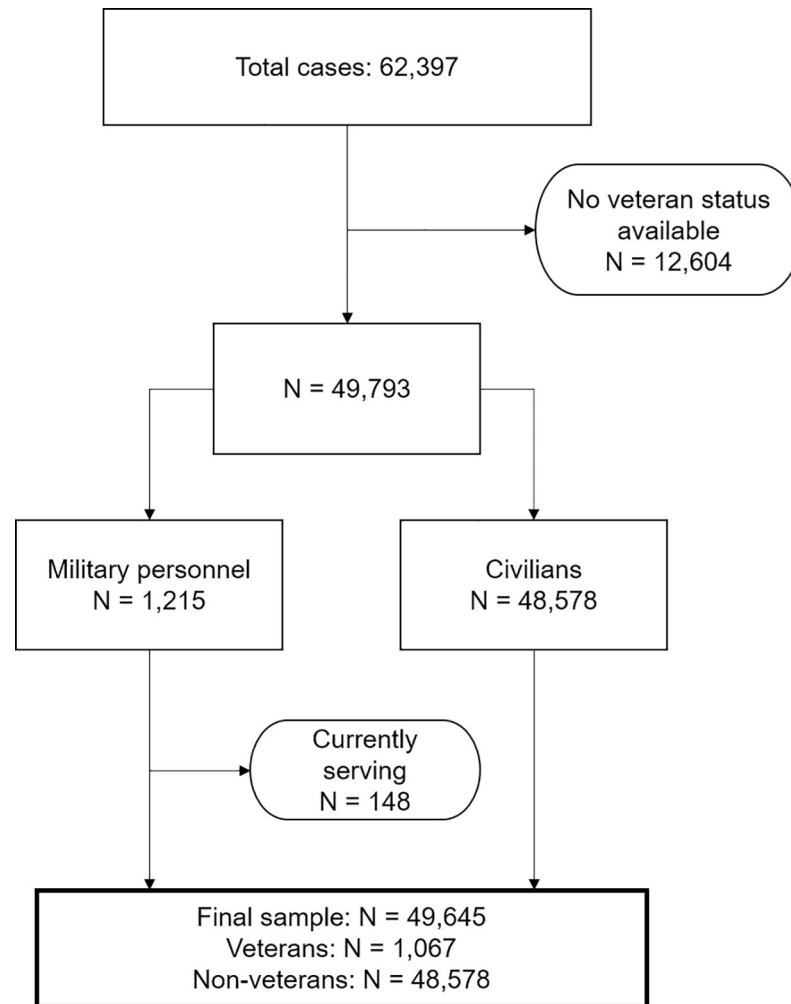 Total cases: 62,397
No veteran status
available
N = 12,604
N = 49,793
Military personnel
N = 1,215
Civilians
N = 48,578
Currently
serving
N = 148
Final sample: N = 49,645
Veterans: N = 1,067
Non-veterans: N = 48,578